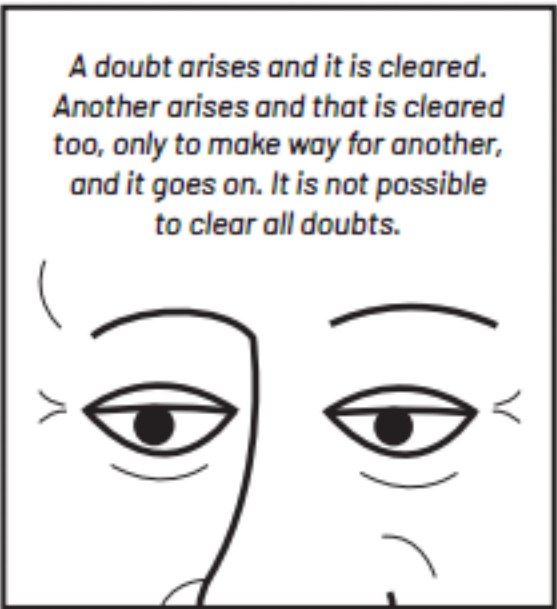 A doubt arises and it is cleared.
Another arises and that is cleared
too, only to make way for another,
and it goes on. It is not possible
to clear all doubts.